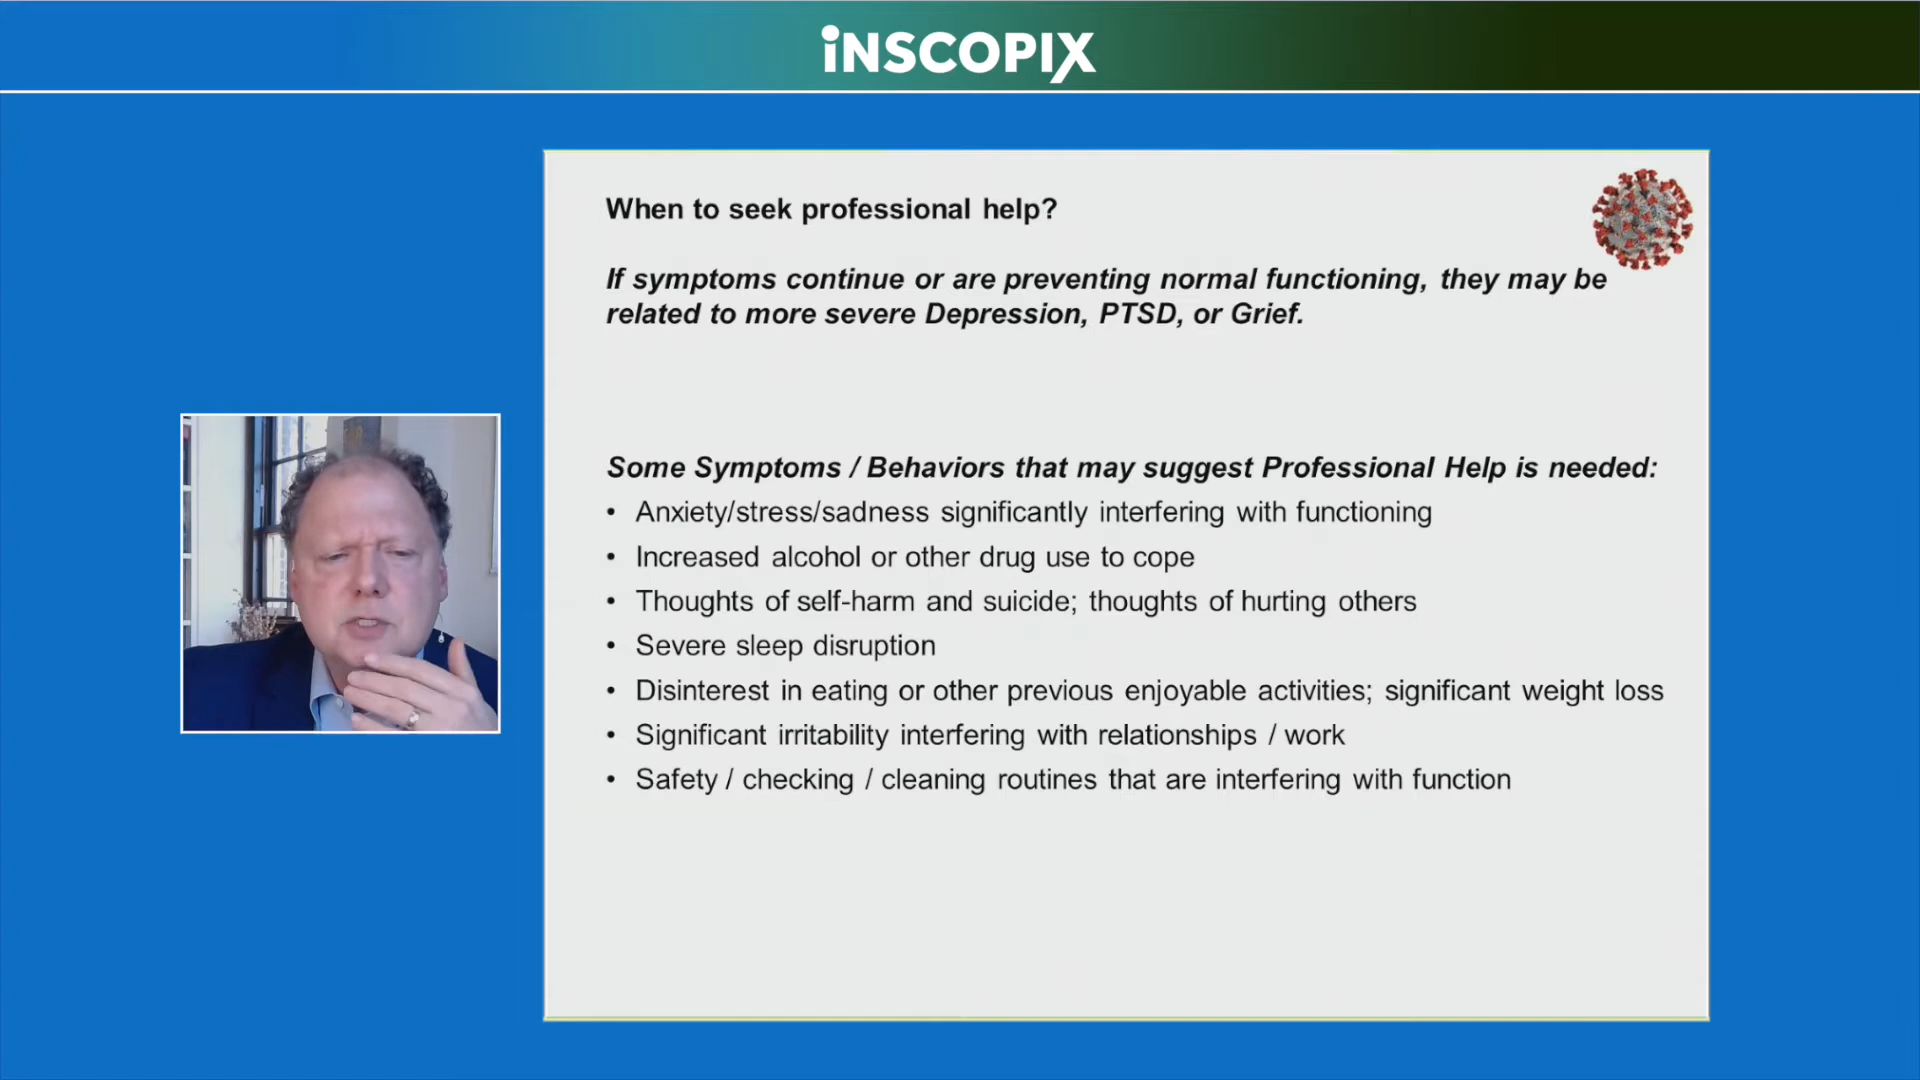 iNSCOPIX
When to seek professional help?
If symptoms continue or are preventing normal functioning, they may be
related to more severe Depression, PTSD, or Grief.
Some Symptoms / Behaviors that may suggest Professional Help is needed:
• Anxiety/stress/sadness significantly interfering with functioning
• Increased alcohol or other drug use to cope
• Thoughts of self-harm and suicide; thoughts of hurting others
• Severe sleep disruption
• Disinterest in eating or other previous enjoyable activities; significant weight loss
• Significant irritability interfering with relationships / work
• Safety / checking / cleaning routines that are interfering with function